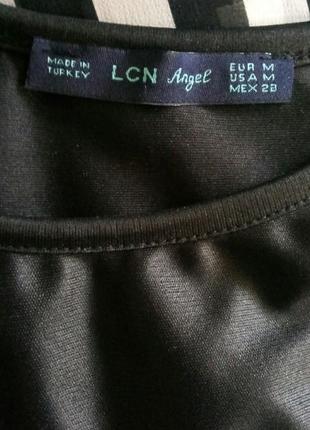 MADE IN
TURKEY
LCN Angel
EUR M
USA M
MEX 28